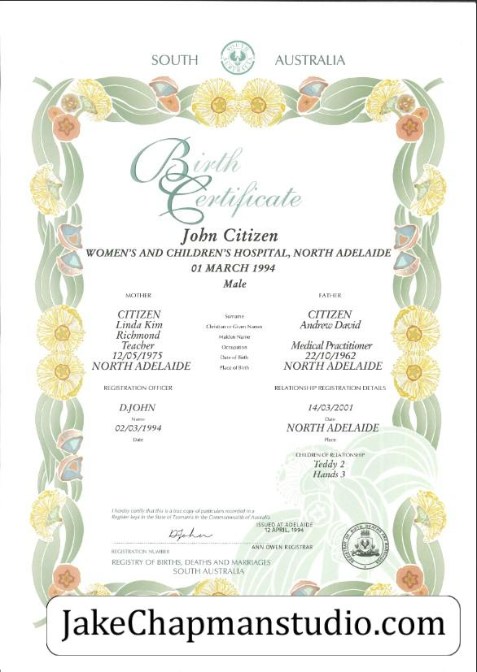 SOUTH AUSTRALIA
Birth
Certificate
John Citizen
WOMEN'S AND CHILDREN'S HOSPITAL, NORTH ADELAIDE
01 MARCH 1994
Male
MOTHER FATHER
CITIZEN Surname CITIZEN
Linda Kim Christian or Given Names Andrew David
Richmond Maiden Name
Teacher Occupation Medical Practitioner
12/05/1975 Date of Birth 22/10/1962
NORTH ADELAIDE Place of Birth NORTH ADELAIDE
REGISTRATION OFFICER RELATIONSHIP REGISTRATION DETAILS
D.JOHN 14/03/2001
Name Date
02/03/1994 NORTH ADELAIDE
Date Place
CHILDREN OF RELATIONSHIP
Teddy 2
Hands 3
I hereby certify that this is a true copy of particulars recorded in a
Register kept in the State of Tasmania in the Commonwealth of Australia
ISSUED AT ADELAIDE
12 APRIL, 1994
D.John
ANN OWEN REGISTRAR
REGISTRATION NUMBER
REGISTRY OF BIRTHS, DEATHS AND MARRIAGES
SOUTH AUSTRALIA
JakeChapmanstudio.com